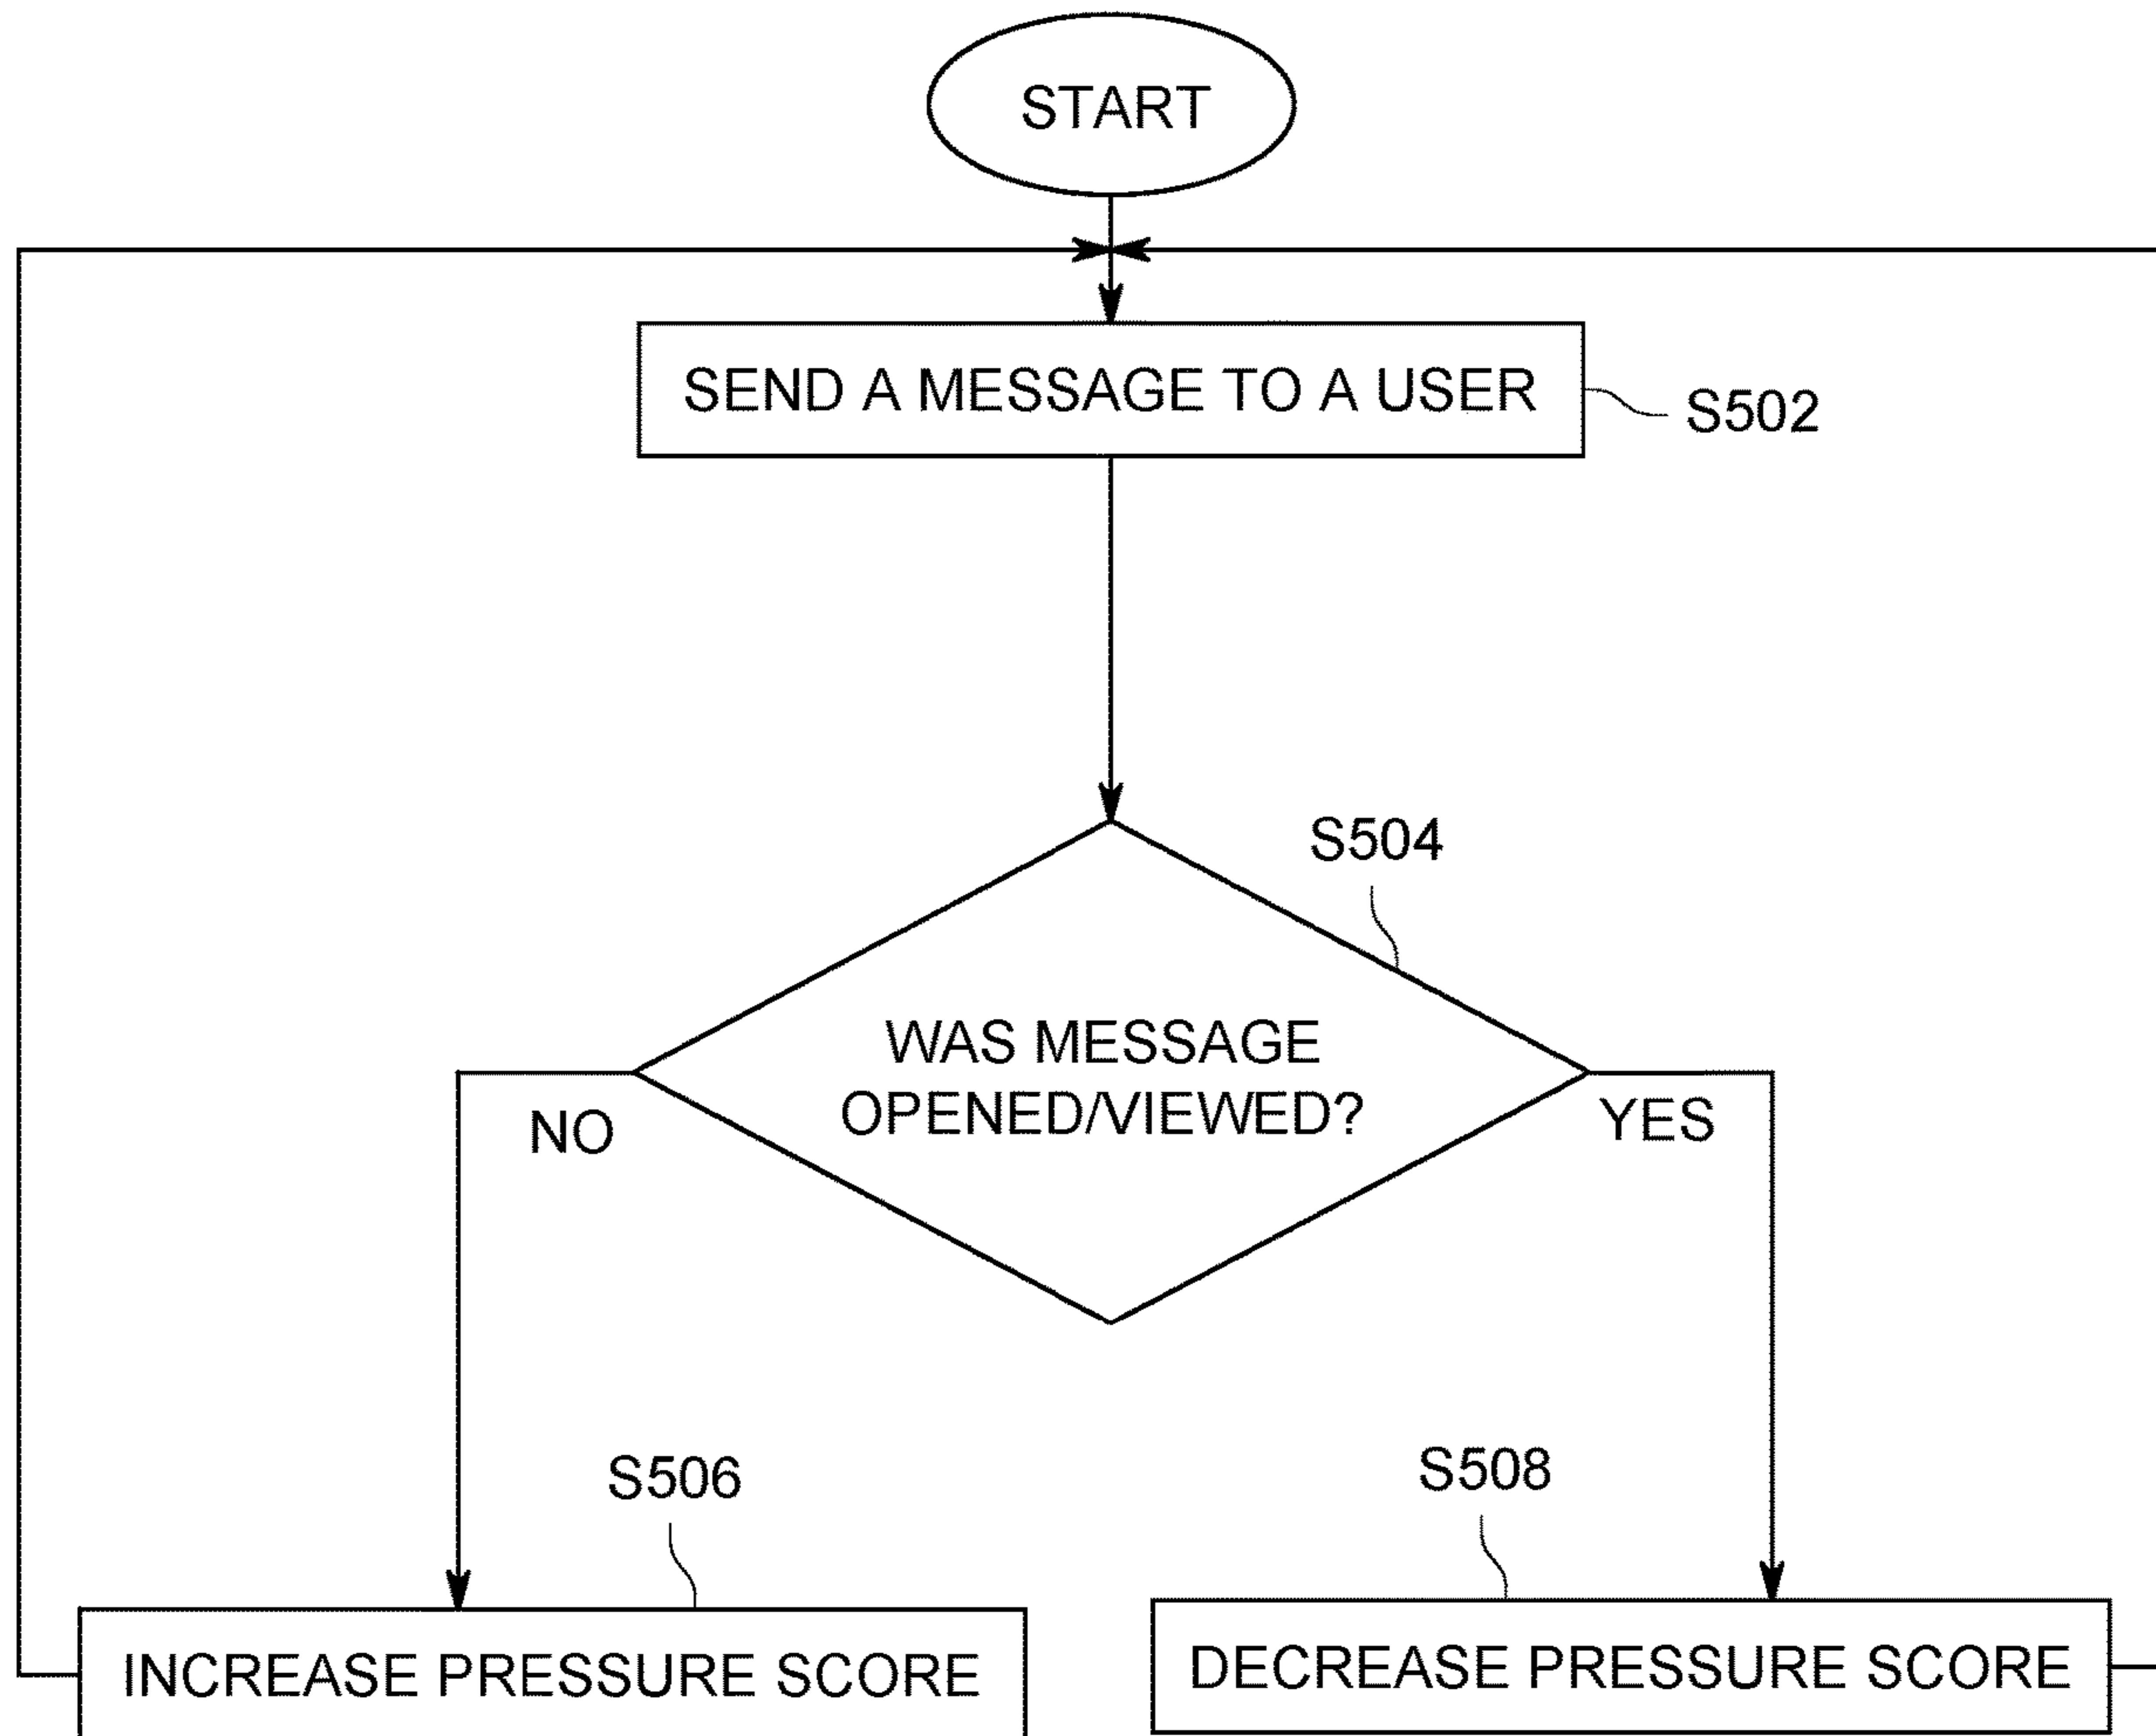 START
SEND A MESSAGE TO A USER
S502
S504
WAS MESSAGE
OPENED/VIEWED?
NO
YES
S506
S508
INCREASE PRESSURE SCORE
DECREASE PRESSURE SCORE